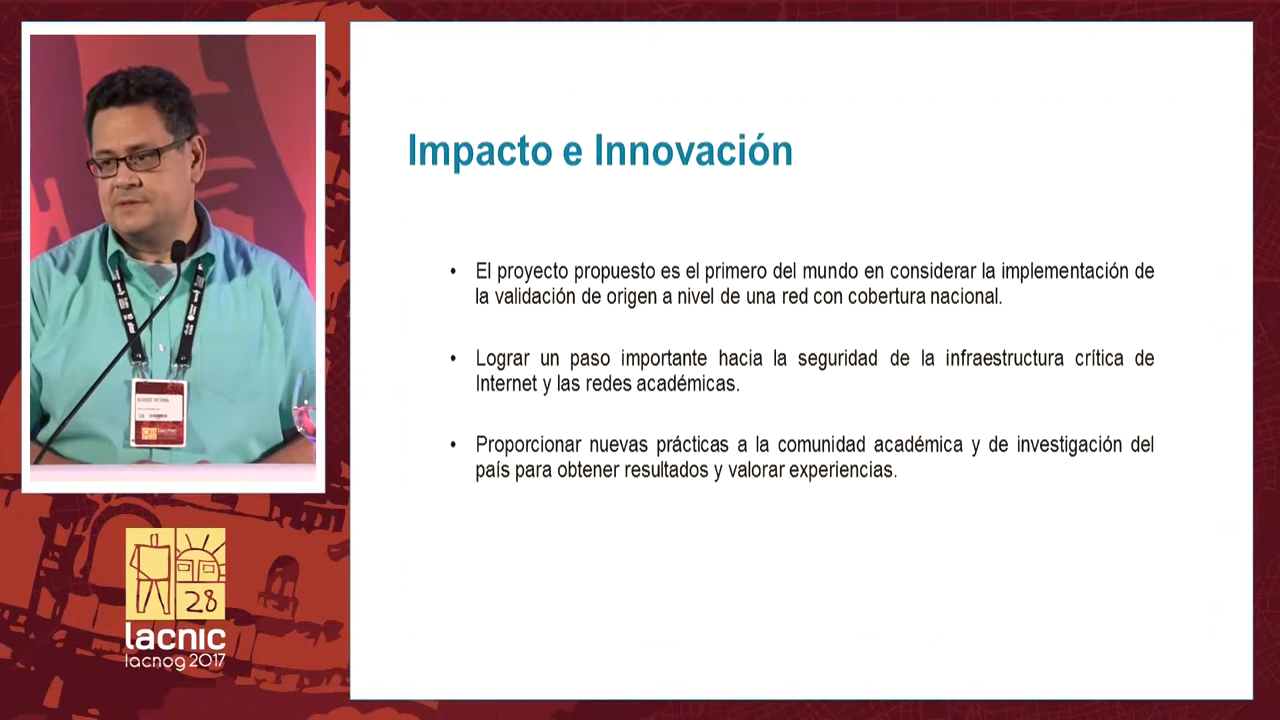 Impacto e Innovación
• El proyecto propuesto es el primero del mundo en considerar la implementación de
la validación de origen a nivel de una red con cobertura nacional.
• Lograr un paso importante hacia la seguridad de la infraestructura crítica de
Internet y las redes académicas.
• Proporcionar nuevas prácticas a la comunidad académica y de investigación del
país para obtener resultados y valorar experiencias.
lacnic
28
lacnic
lacnog 2017